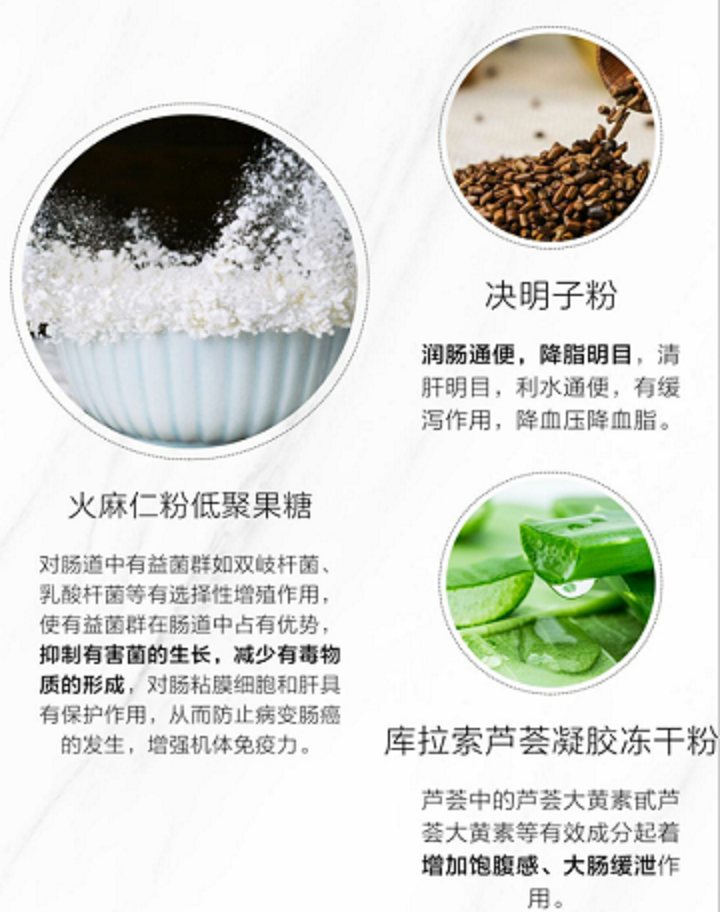 火麻仁粉低聚果糖
对肠道中有益菌群如双岐杆菌、
乳酸杆菌等有选择性增殖作用，
使有益菌群在肠道中占有优势，
抑制有害菌的生长，减少有毒物
质的形成，对肠粘膜细胞和肝具
有保护作用，从而防止病变肠癌
的发生，增强机体免疫力。
决明子粉
润肠通便，降脂明目，清
肝明目，利水通便，有缓
泻作用，降血压降血脂。
库拉索芦荟凝胶冻干粉
芦荟中的芦荟大黄素甙芦
荟大黄素等有效成分起着
增加饱腹感、大肠缓泄作
用。